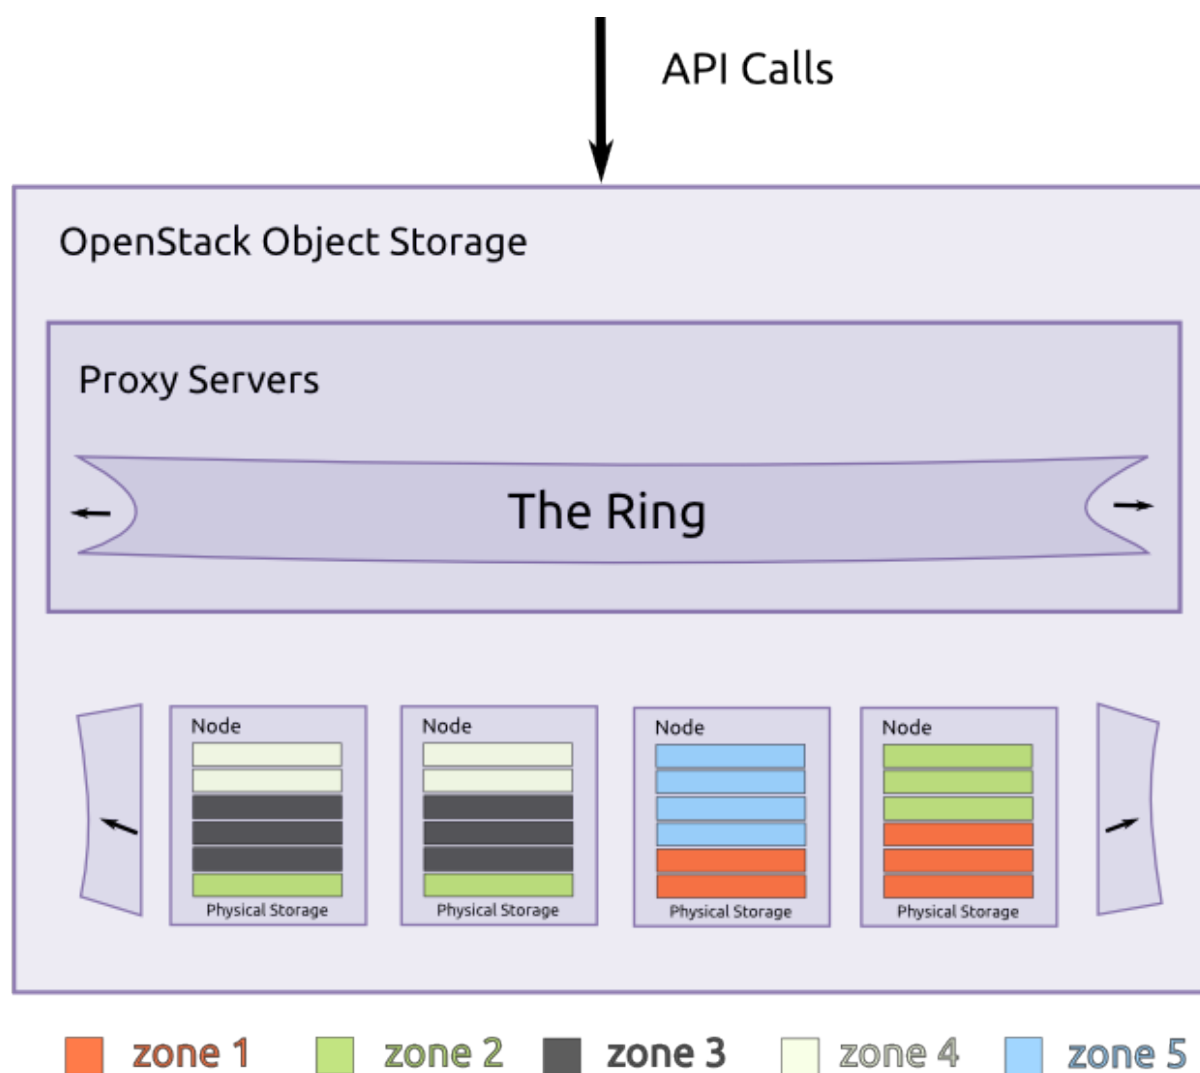 API Calls
OpenStack Object Storage
Proxy Servers
The Ring
Node
Node
Node
Node
Physical Storage
Physical Storage
Physical Storage
Physical Storage
zone 1
zone 2
zone 3
zone 4
zone 5